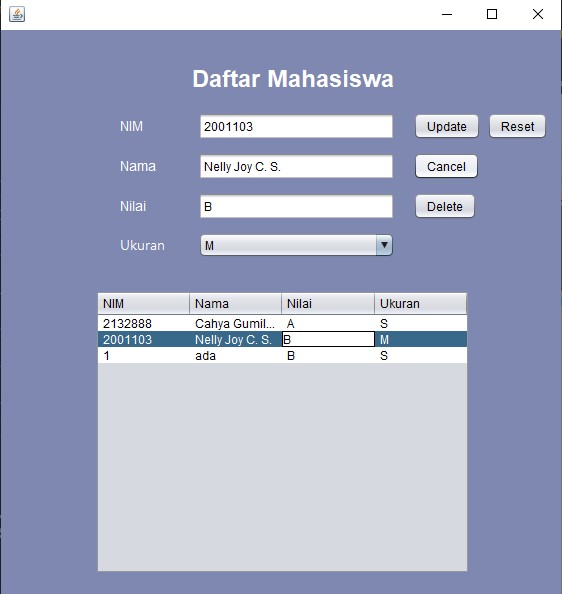 Daftar Mahasiswa
NIM 2001103 Update Reset
Nama Nelly Joy C. S. Cancel
Nilai B Delete
Ukuran M
NIM Nama Nilai Ukuran
2132888 Cahya Gumil... A S
2001103 Nelly Joy C. S. B M
1 ada B S